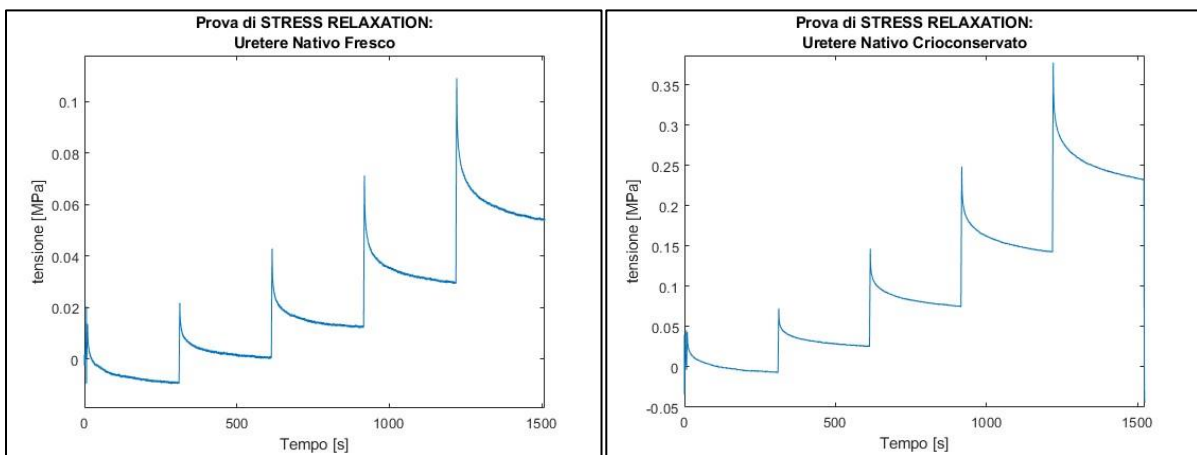 Prova di STRESS RELAXATION:
Uretere Nativo Fresco
tensione [MPa]
0.1
0.08
0.06
0.04
0.02
0
0
500
1000
1500
Tempo [s]
Prova di STRESS RELAXATION:
Uretere Nativo Crioconservato
tensione [MPa]
0.35
0.3
0.25
0.2
0.15
0.1
0.05
0
-0.05
0
500
1000
1500
Tempo [s]